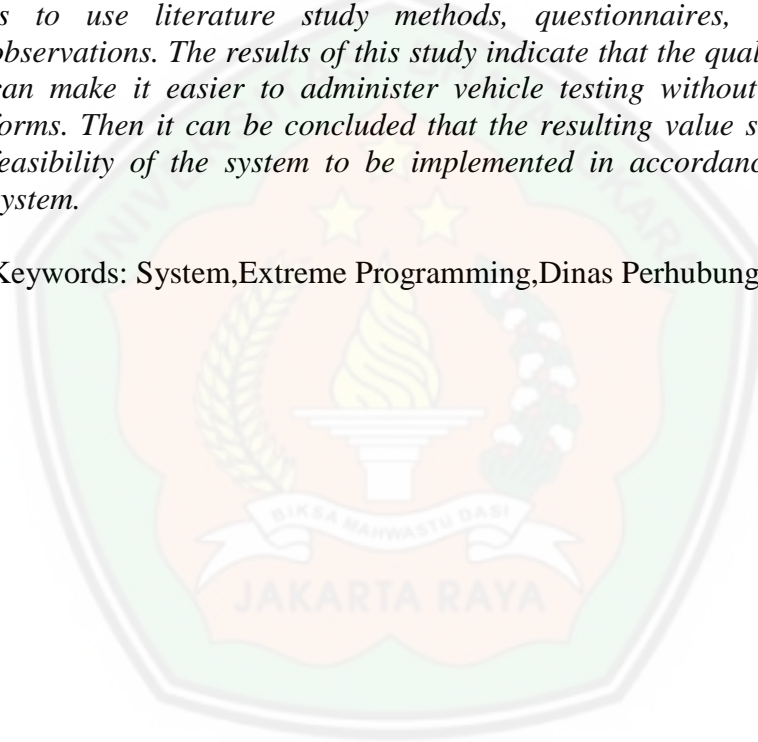 is to use literature study methods, questionnaires,
observations. The results of this study indicate that the qual
can make it easier to administer vehicle testing without
forms. Then it can be concluded that the resulting value s
feasibility of the system to be implemented in accordanc
system.
Keywords: System,Extreme Programming,Dinas Perhubung
BIKSA MAHWASTU DASI
JAKARTA RAYA